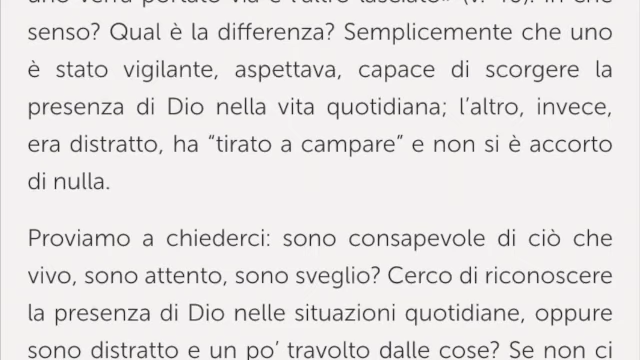 senso? Qual è la differenza? Semplicemente che uno
è stato vigilante, aspettava, capace di scorgere la
presenza di Dio nella vita quotidiana; l’altro, invece,
era distratto, ha “tirato a campare” e non si è accorto
di nulla.
Proviamo a chiederci: sono consapevole di ciò che
vivo, sono attento, sono sveglio? Cerco di riconoscere
la presenza di Dio nelle situazioni quotidiane, oppure
sono distratto e un po’ travolto dalle cose? Se non ci